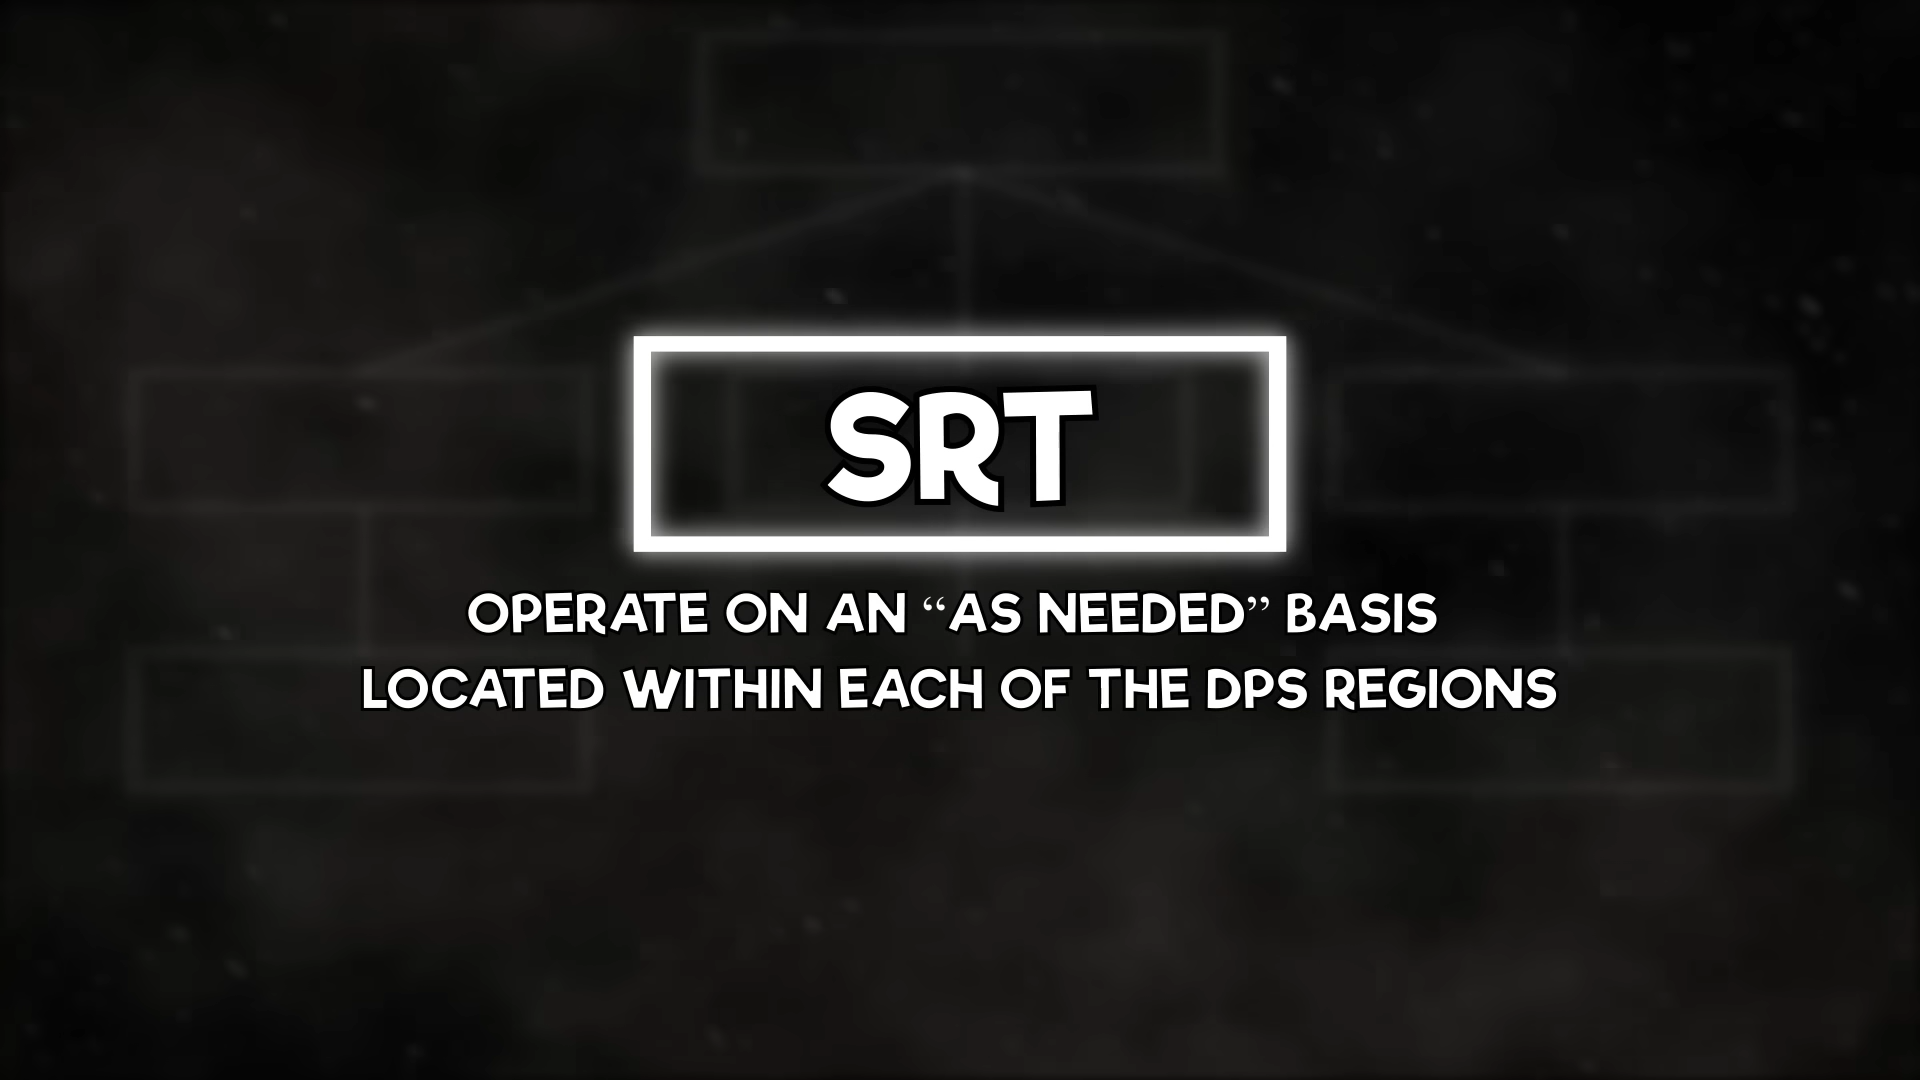 SRT
OPERATE ON AN “AS NEEDED” BASIS
LOCATED WITHIN EACH OF THE DPS REGIONS